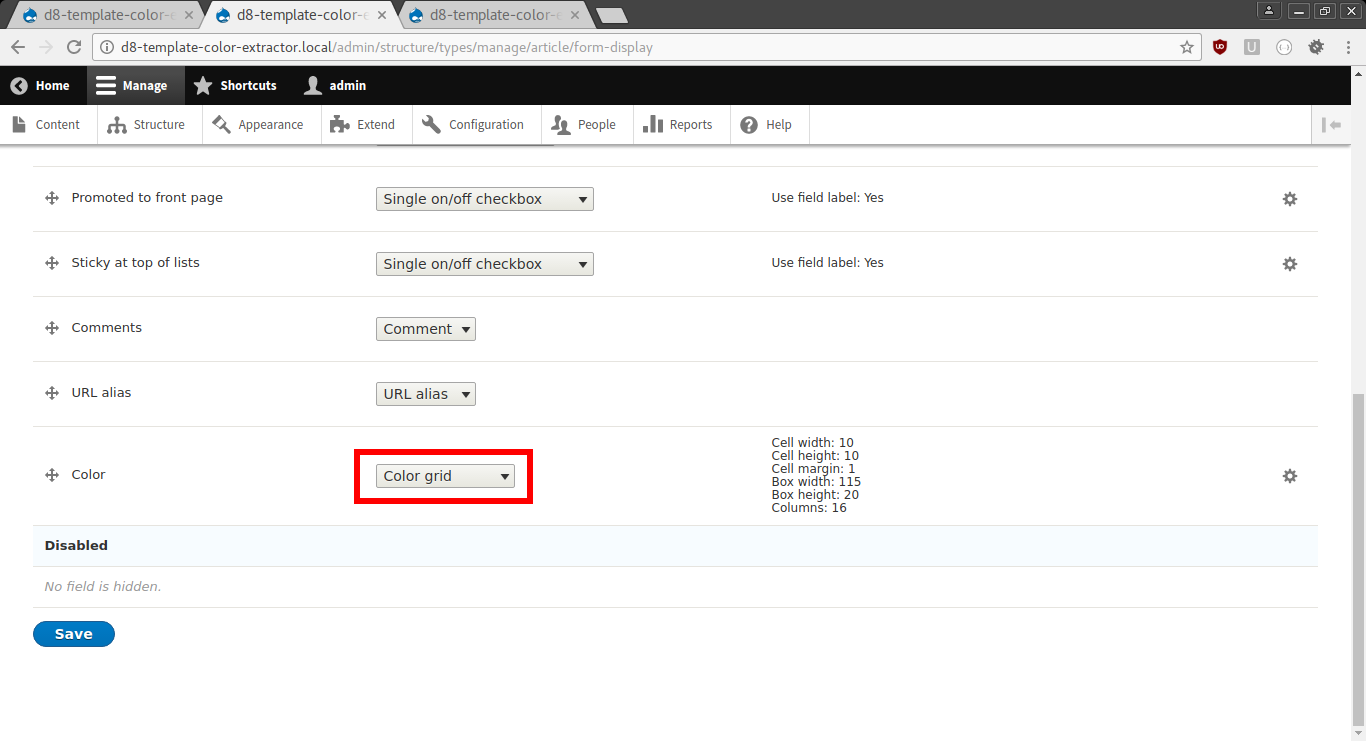 d8-template-color-e
d8-template-color-e
d8-template-color-e
d8-template-color-extractor.local/admin/structure/types/manage/article/form-display
Home
Manage
Shortcuts
admin
Content
Structure
Appearance
Extend
Configuration
People
Reports
Help
Promoted to front page
Single on/off checkbox
Use field label: Yes
Sticky at top of lists
Single on/off checkbox
Use field label: Yes
Comments
Comment
URL alias
URL alias
Color
Color grid
Cell width: 10
Cell height: 10
Cell margin: 1
Box width: 115
Box height: 20
Columns: 16
Disabled
No field is hidden.
Save